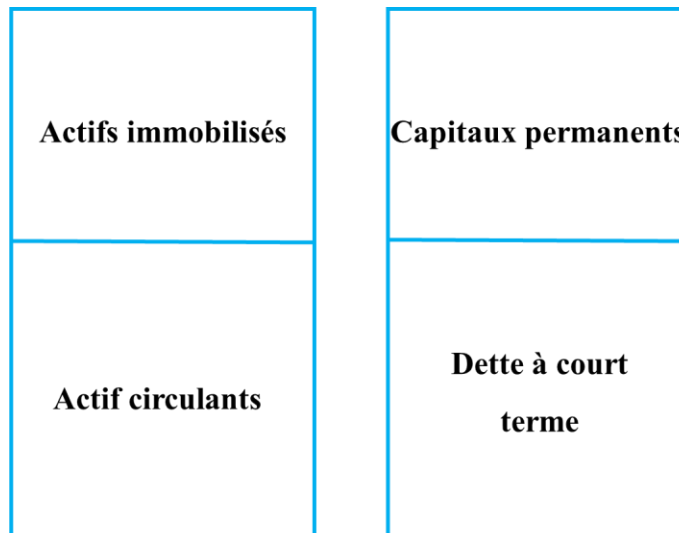 Actifs immobilisés
Capitaux permanents
Actif circulants
Dette à court
terme